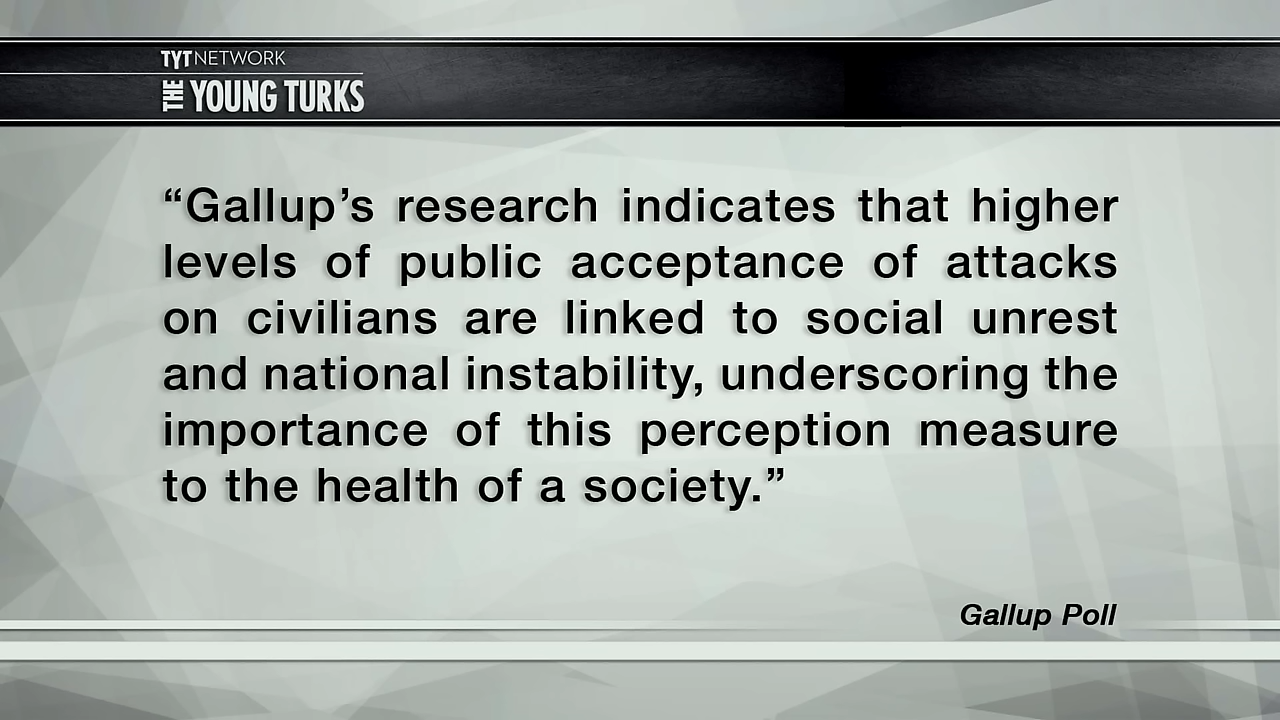 TYT NETWORK
THE YOUNG TURKS
“Gallup’s research indicates that higher
levels of public acceptance of attacks
on civilians are linked to social unrest
and national instability, underscoring the
importance of this perception measure
to the health of a society.”
Gallup Poll